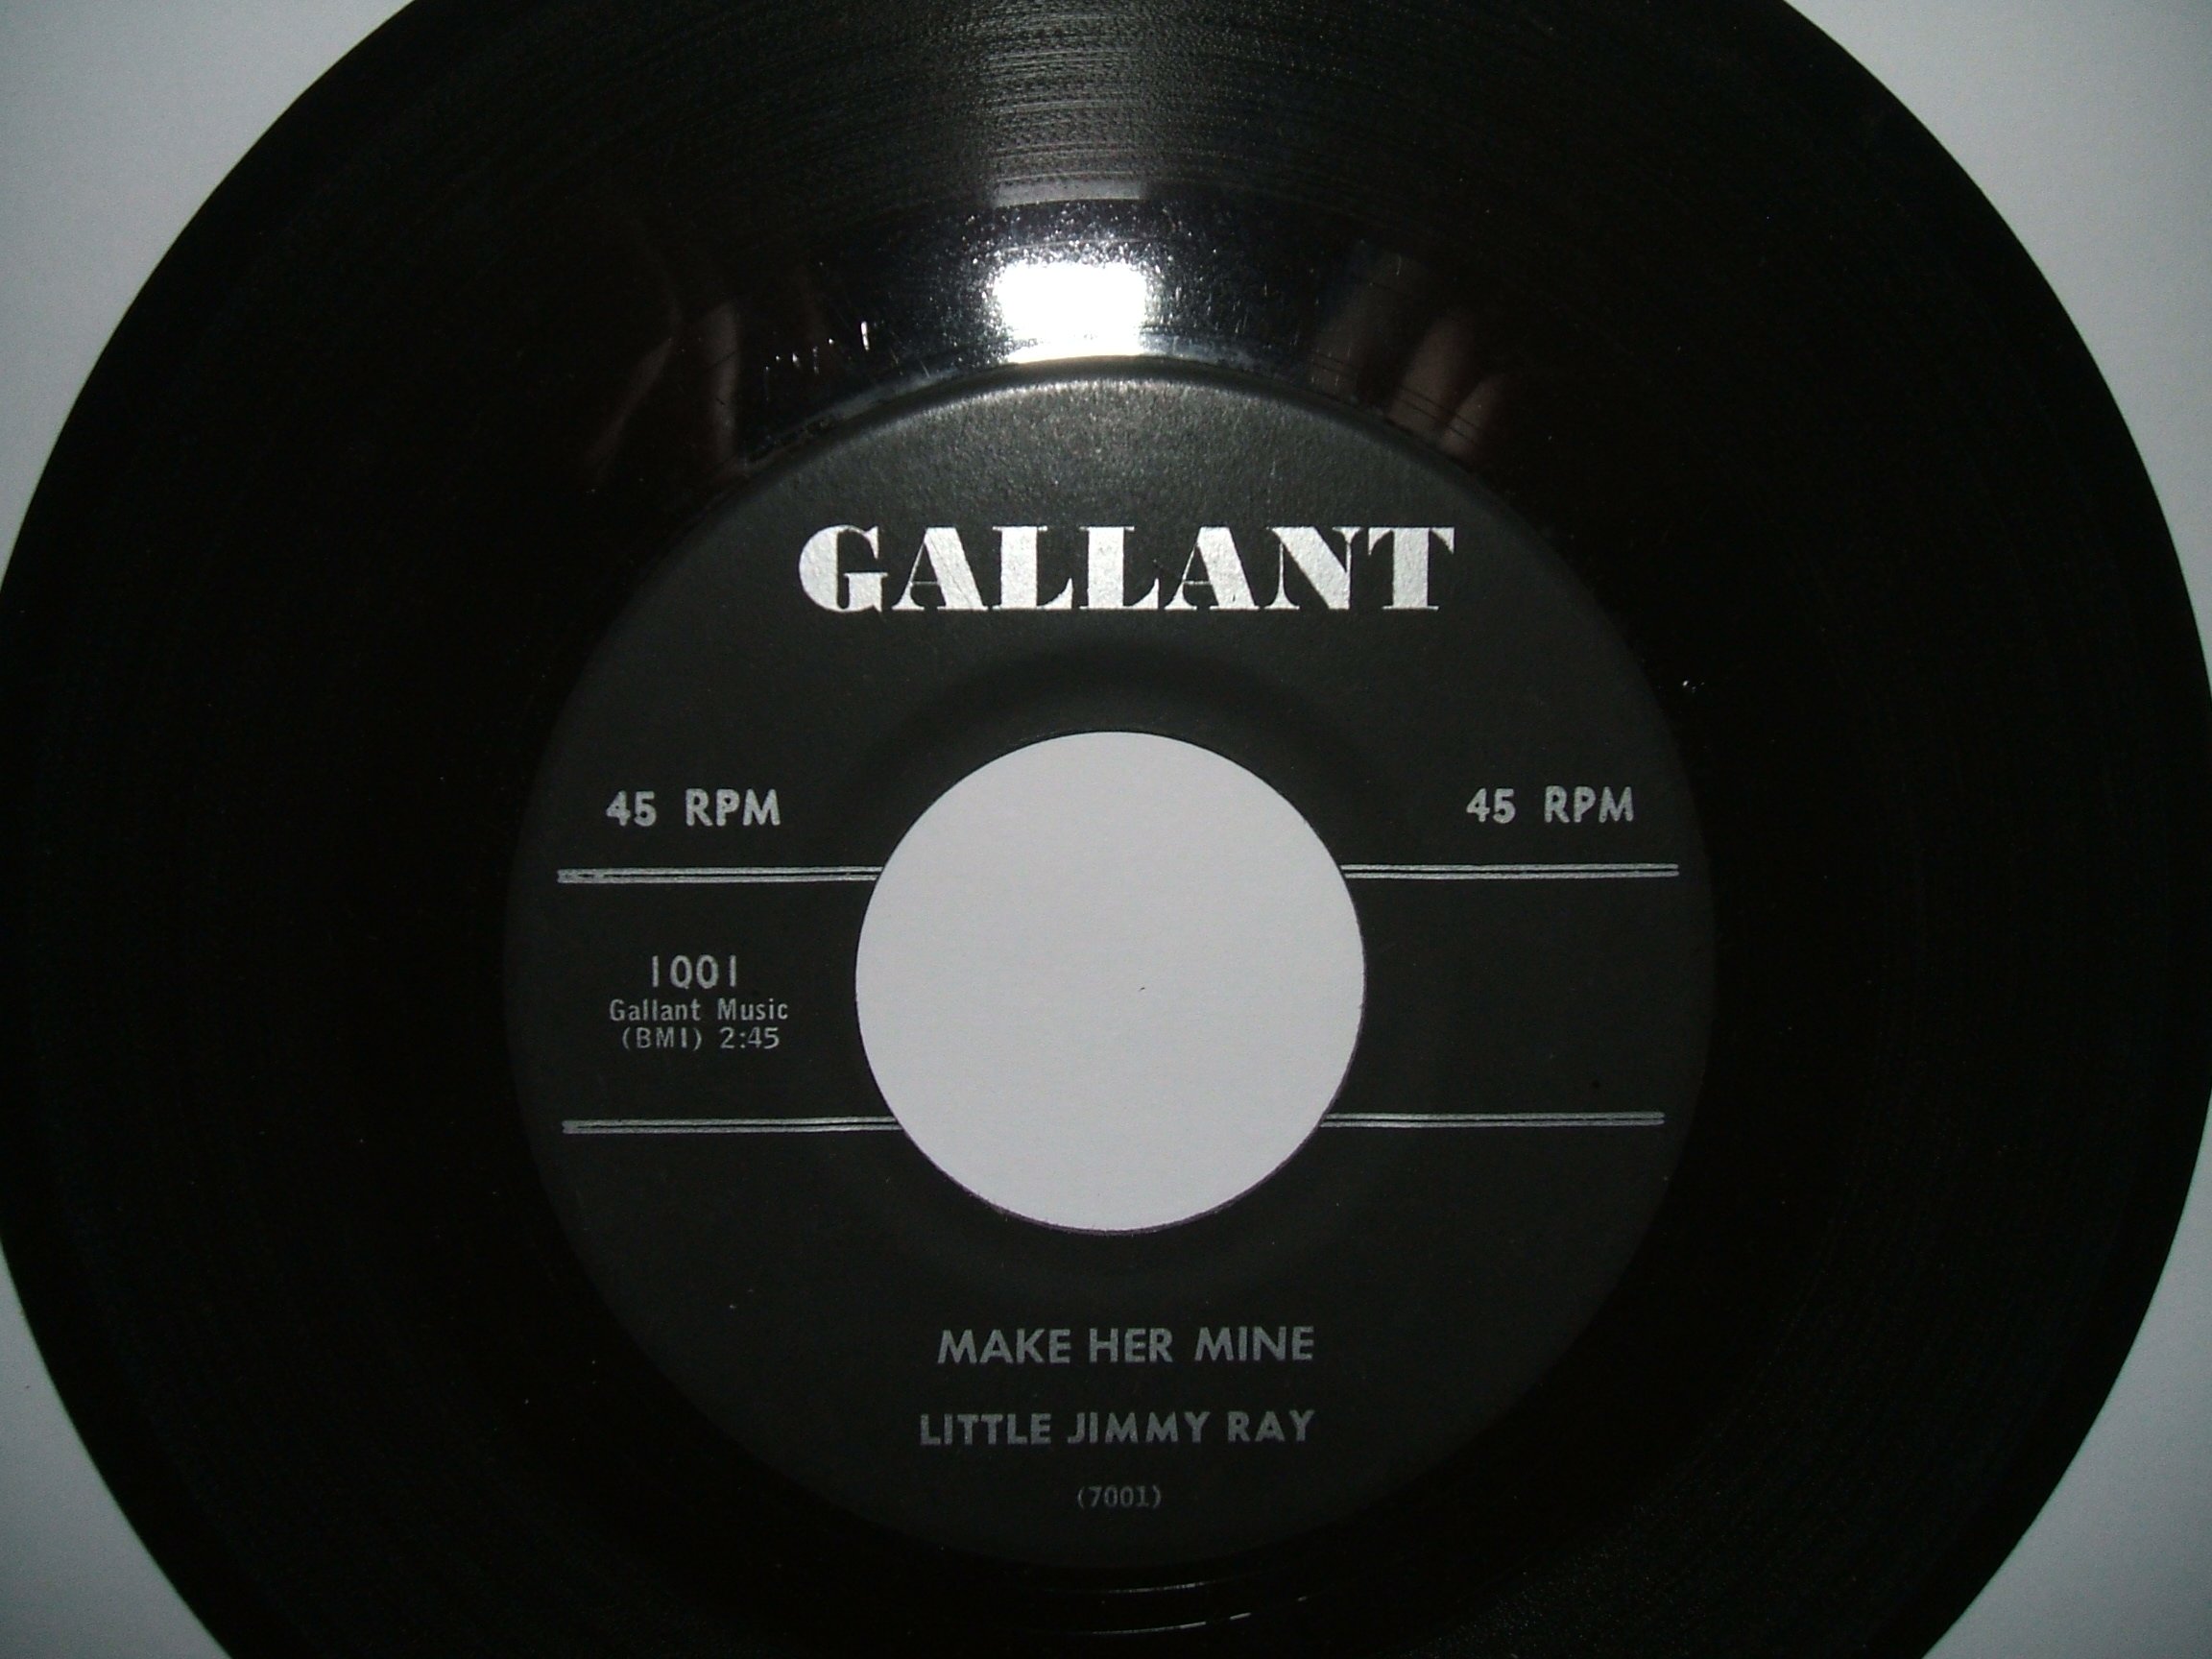 GALLANT
45 RPM 45 RPM
1001
Gallant Music
(BMI) 2:45
MAKE HER MINE
LITTLE JIMMY RAY
(7001)